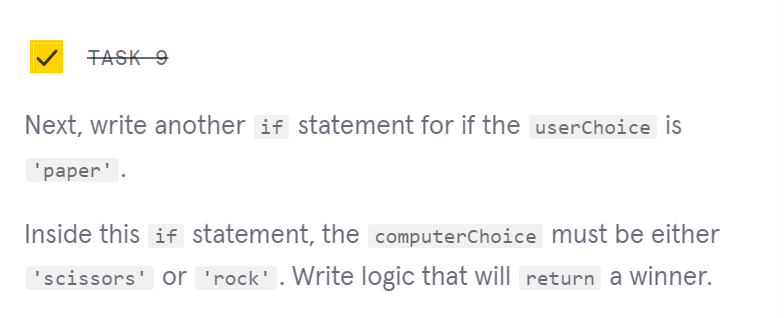 TASK 9
Next, write another if statement for if the userChoice is
'paper'.
Inside this if statement, the computerChoice must be either
'scissors' or 'rock'. Write logic that will return a winner.